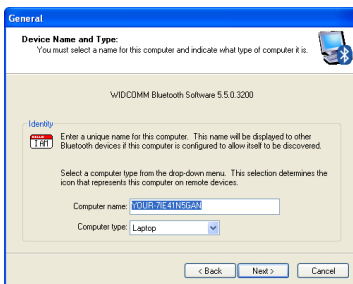 General
Device Name and Type:
You must select a name for this computer and indicate what type of computer it is.
WIDCOMM Bluetooth Software 5.5.0.3200
Identity
I AM
Enter a unique name for this computer. This name will be displayed to other
Bluetooth devices if this computer is configured to allow itself to be discovered.
Select a computer type from the drop-down menu. This selection determines the
icon that represents this computer on remote devices.
Computer name: YOUR-7IE41N5GAN
Computer type: Laptop
< Back Next > Cancel